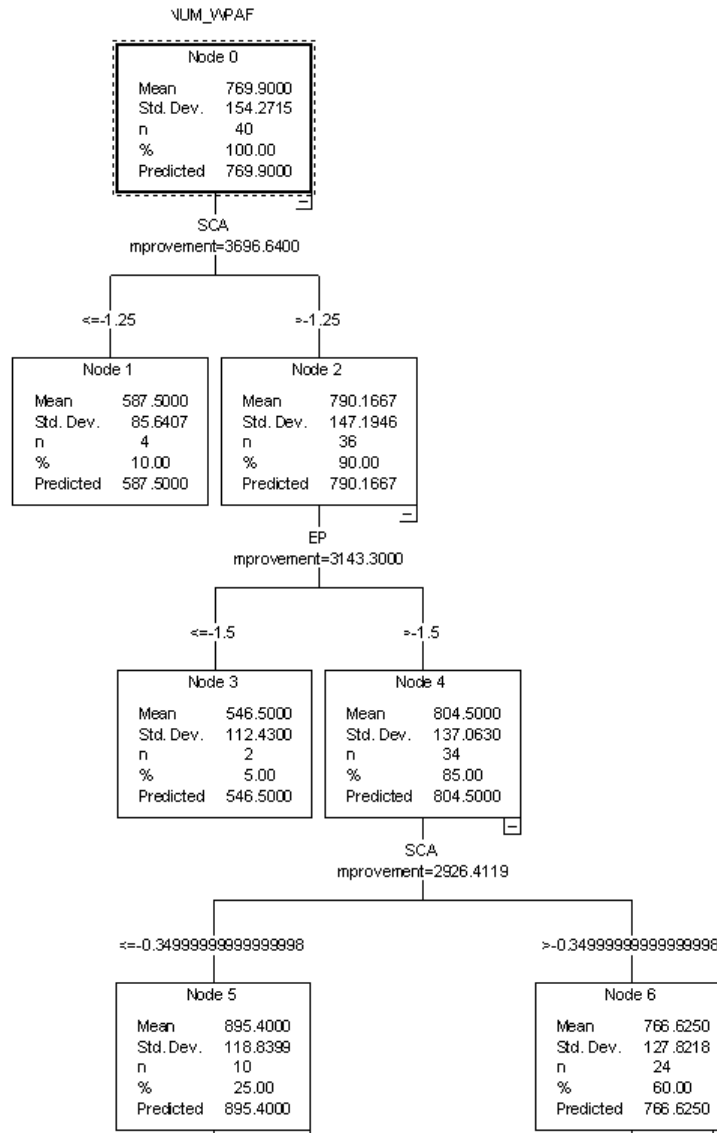 NUM_WPAF
Node 0
Mean 769.9000
Std. Dev. 154.2715
n 40
% 100.00
Predicted 769.9000
SCA
mprovement=3696.6400
<=-1.25
>-1.25
Node 1
Mean 587.5000
Std. Dev. 85.6407
n 4
% 10.00
Predicted 587.5000
Node 2
Mean 790.1667
Std. Dev. 147.1946
n 36
% 90.00
Predicted 790.1667
EP
mprovement=3143.3000
<=-1.5
>-1.5
Node 3
Mean 546.5000
Std. Dev. 112.4300
n 2
% 5.00
Predicted 546.5000
Node 4
Mean 804.5000
Std. Dev. 137.0630
n 34
% 85.00
Predicted 804.5000
SCA
mprovement=2926.4119
<=-0.34999999999999998
>-0.34999999999999998
Node 5
Mean 895.4000
Std. Dev. 118.8399
n 10
% 25.00
Predicted 895.4000
Node 6
Mean 766.6250
Std. Dev. 127.8218
n 24
% 60.00
Predicted 766.6250